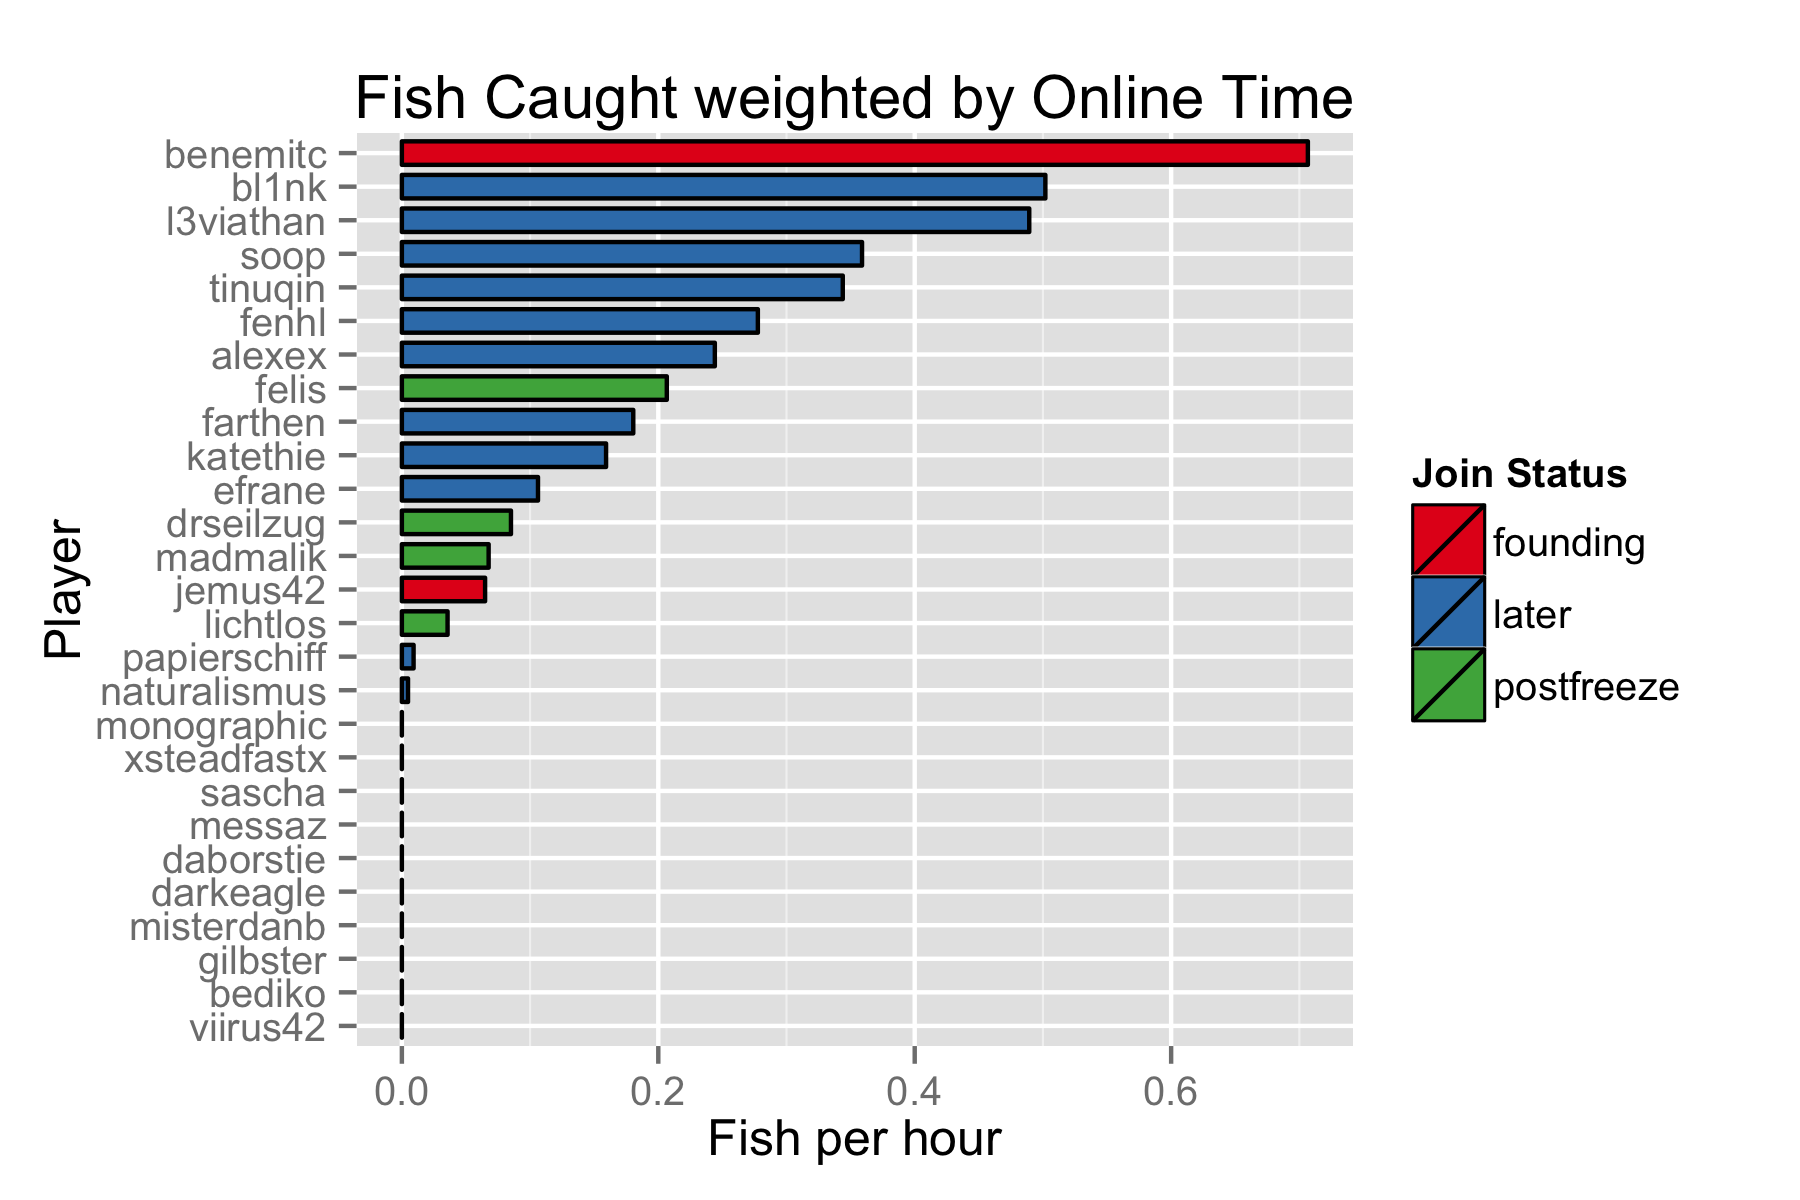 Fish Caught weighted by Online Time
Player
benemitc
bl1nk
l3viathan
soop
tinuqin
fenhl
alexex
felis
farthen
katethie
efrane
drseilzug
madmalik
jemus42
lichtlos
papierschiff
naturalismus
monographic
xsteadfastx
sascha
messaz
daborstie
darkeagle
misterdanb
gilbster
bediko
viirus42
0.0 0.2 0.4 0.6
Fish per hour
Join Status
founding
later
postfreeze